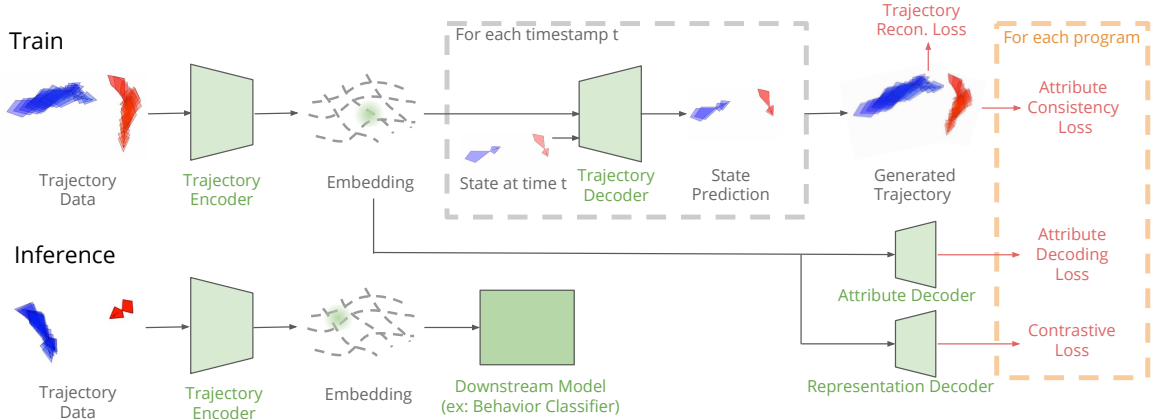 Train
Trajectory
Data
Trajectory
Encoder
Embedding
For each timestamp t
State at time t
Trajectory
Decoder
State
Prediction
Generated
Trajectory
Trajectory
Recon. Loss
For each program
Attribute
Consistency
Loss
Attribute
Decoding
Loss
Contrastive
Loss
Attribute Decoder
Representation Decoder
Inference
Trajectory
Data
Trajectory
Encoder
Embedding
Downstream Model
(ex: Behavior Classifier)